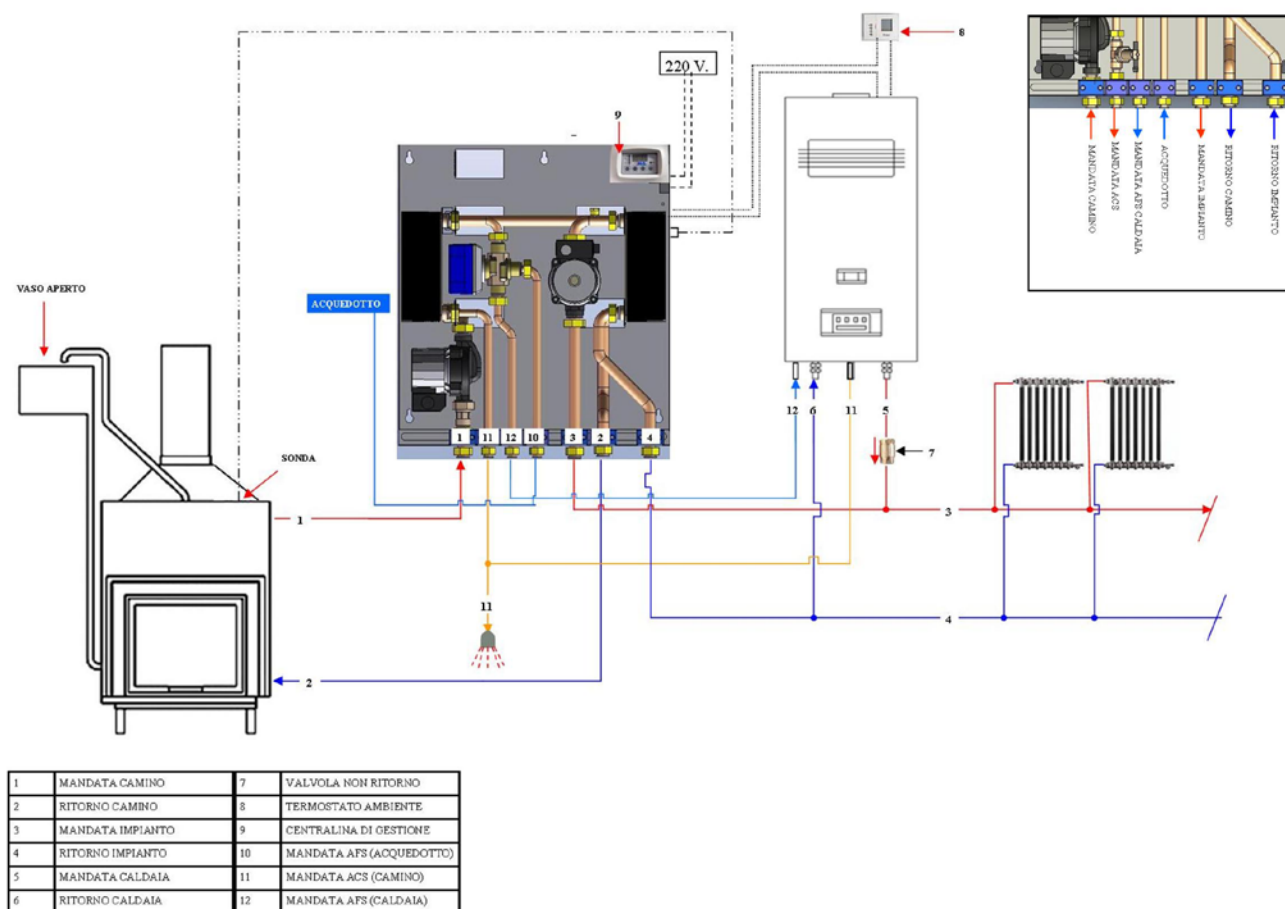 8
220 V.
9
VASO APERTO
ACQUEDOTTO
SONDA
MANDATA CAMINO
MANDATA ACS
MANDATA AFS CALDAIA
ACQUEDOTTO
MANDATA IMPIANTO
RITORNO CAMINO
RITORNO IMPIANTO
12 6 11 5
1 11 12 10 3 2 4
7
1
3
11
4
2
1 MANDATA CAMINO 7 VALVOLA NON RITORNO
2 RITORNO CAMINO 8 TERMOSTATO AMBIENTE
3 MANDATA IMPIANTO 9 CENTRALINA DI GESTIONE
4 RITORNO IMPIANTO 10 MANDATA AFS (ACQUEDOTTO)
5 MANDATA CALDAIA 11 MANDATA ACS (CAMINO)
6 RITORNO CALDAIA 12 MANDATA AFS (CALDAIA)